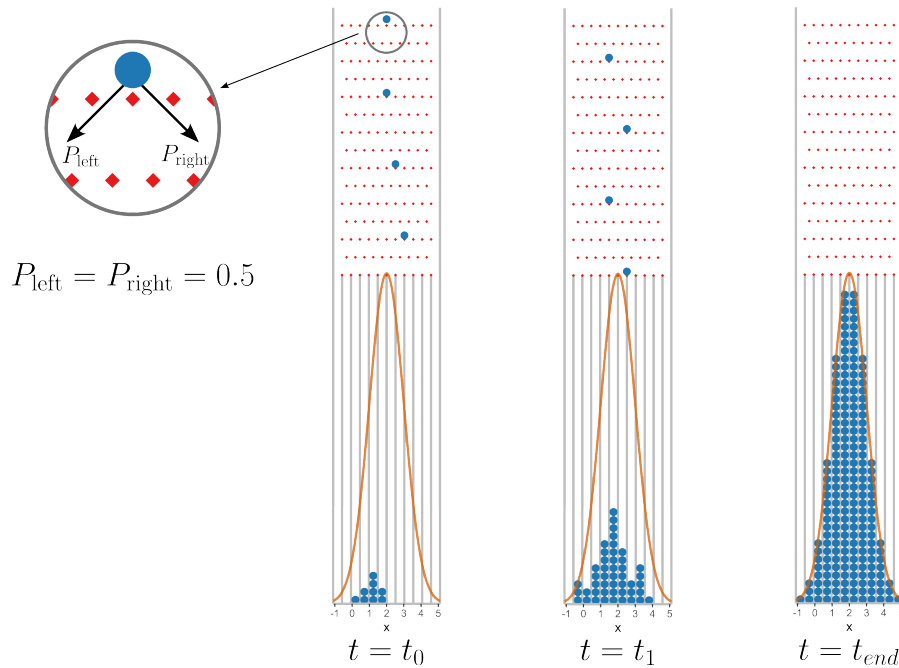 P_left
P_right
P_left = P_right = 0.5
-1 0 1 2 3 4 5
x
t = t_0
-1 0 1 2 3 4 5
x
t = t_1
-1 0 1 2 3 4
x
t = t_end